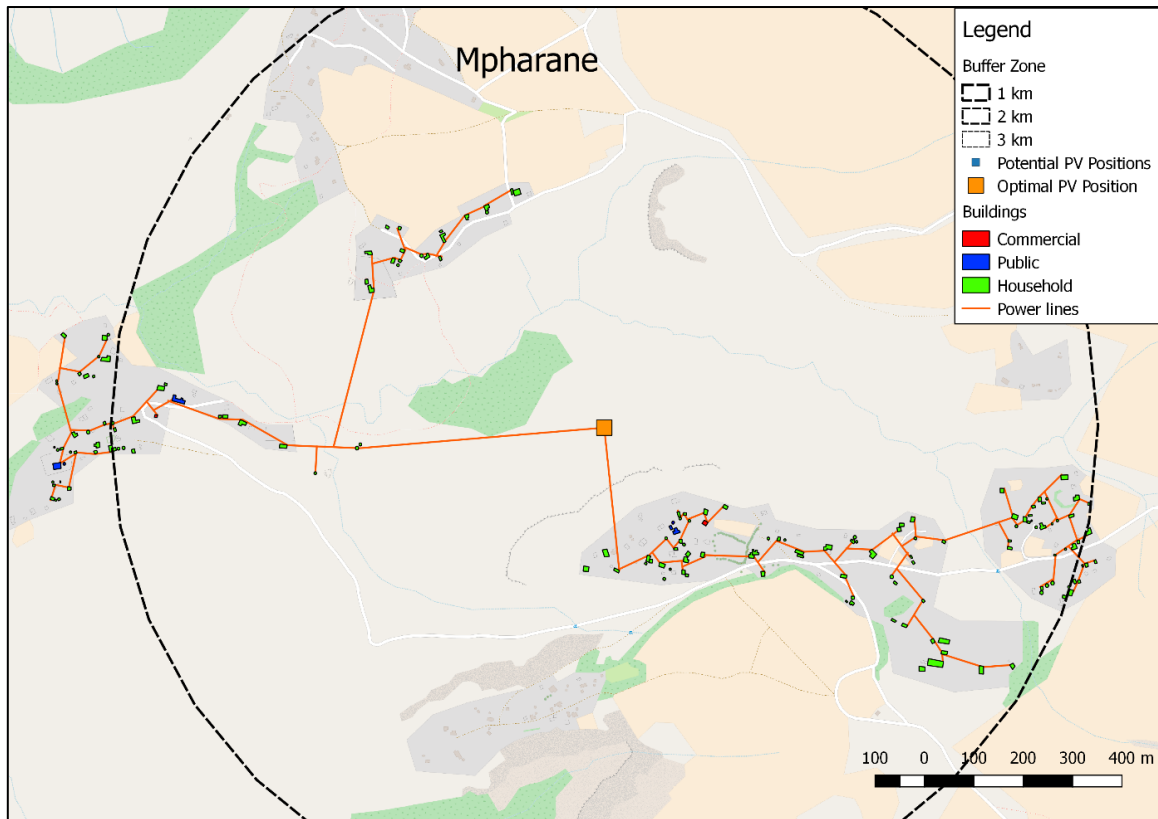 Mpharane
Legend
Buffer Zone
1 km
2 km
3 km
Potential PV Positions
Optimal PV Position
Buildings
Commercial
Public
Household
Power lines
100 0 100 200 300 400 m